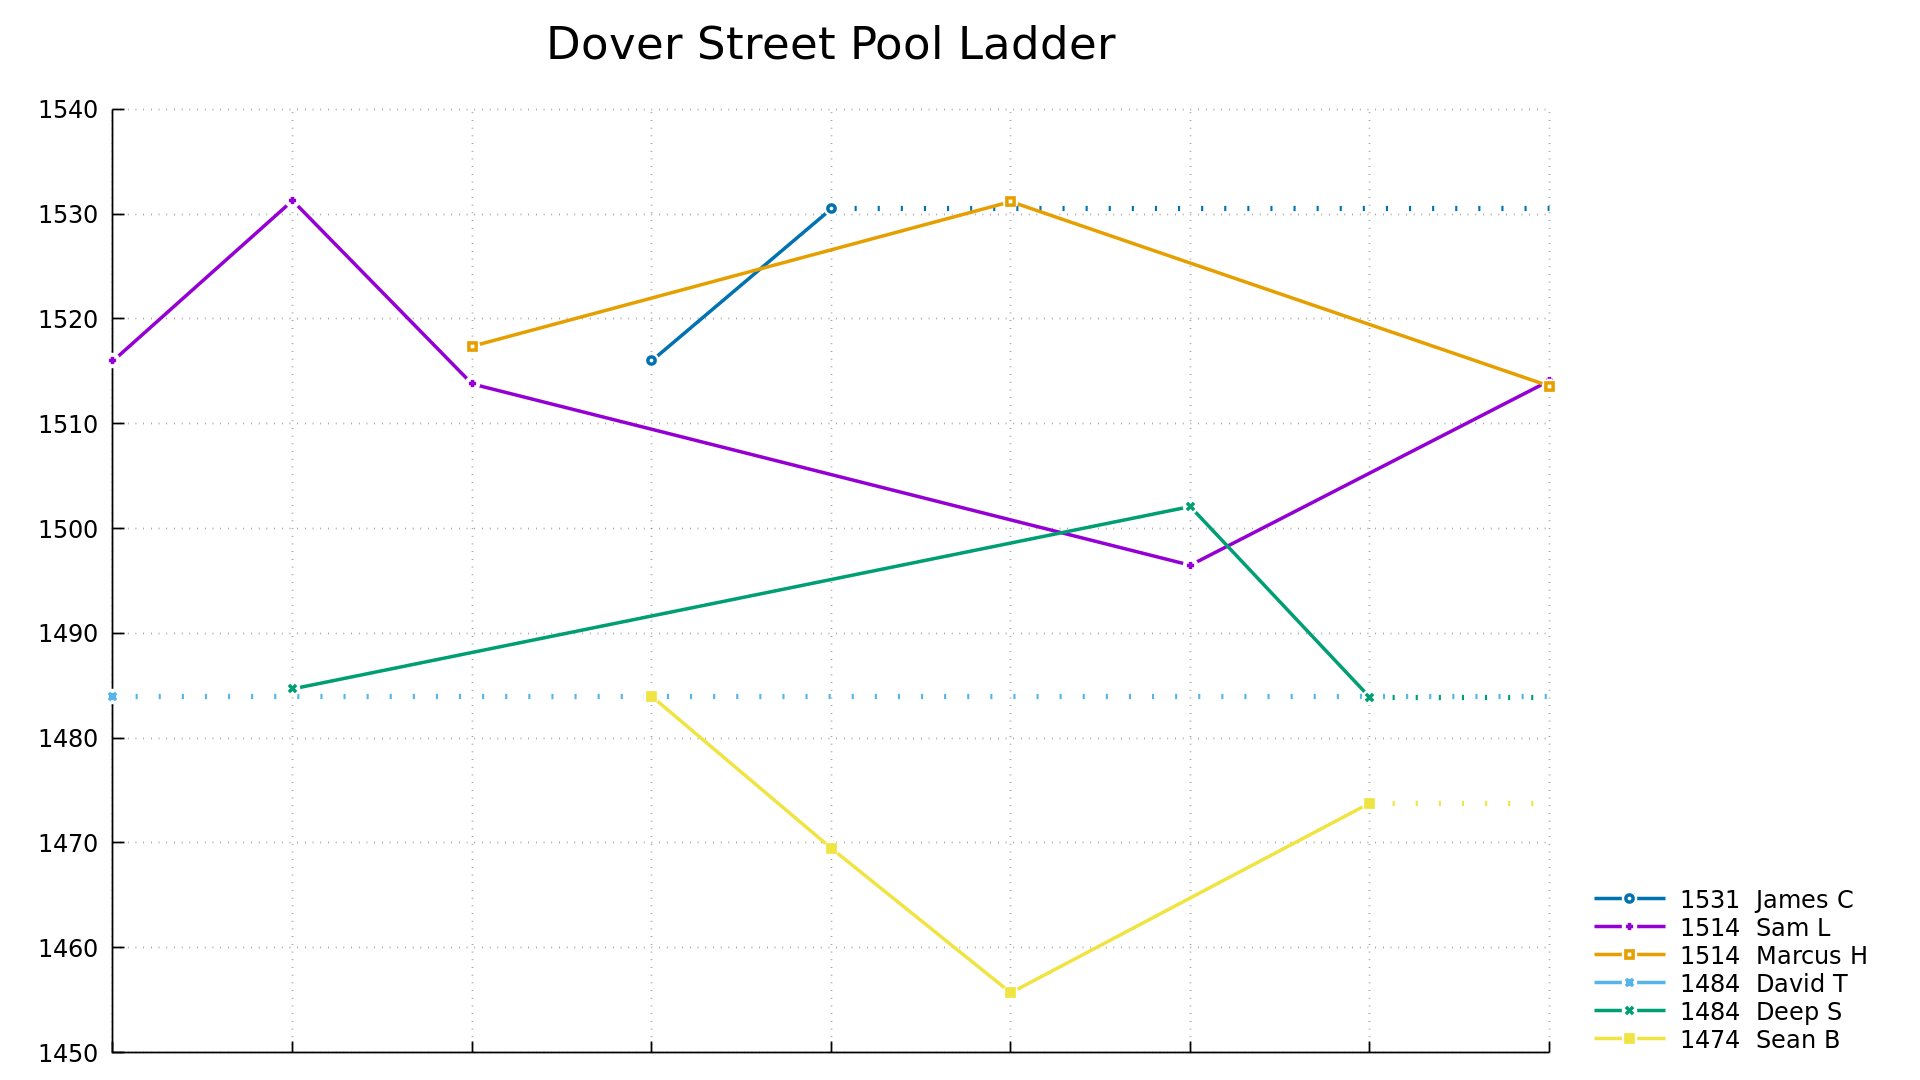 Dover Street Pool Ladder
1540
1530
1520
1510
1500
1490
1480
1470
1460
1450
1531 James C
1514 Sam L
1514 Marcus H
1484 David T
1484 Deep S
1474 Sean B